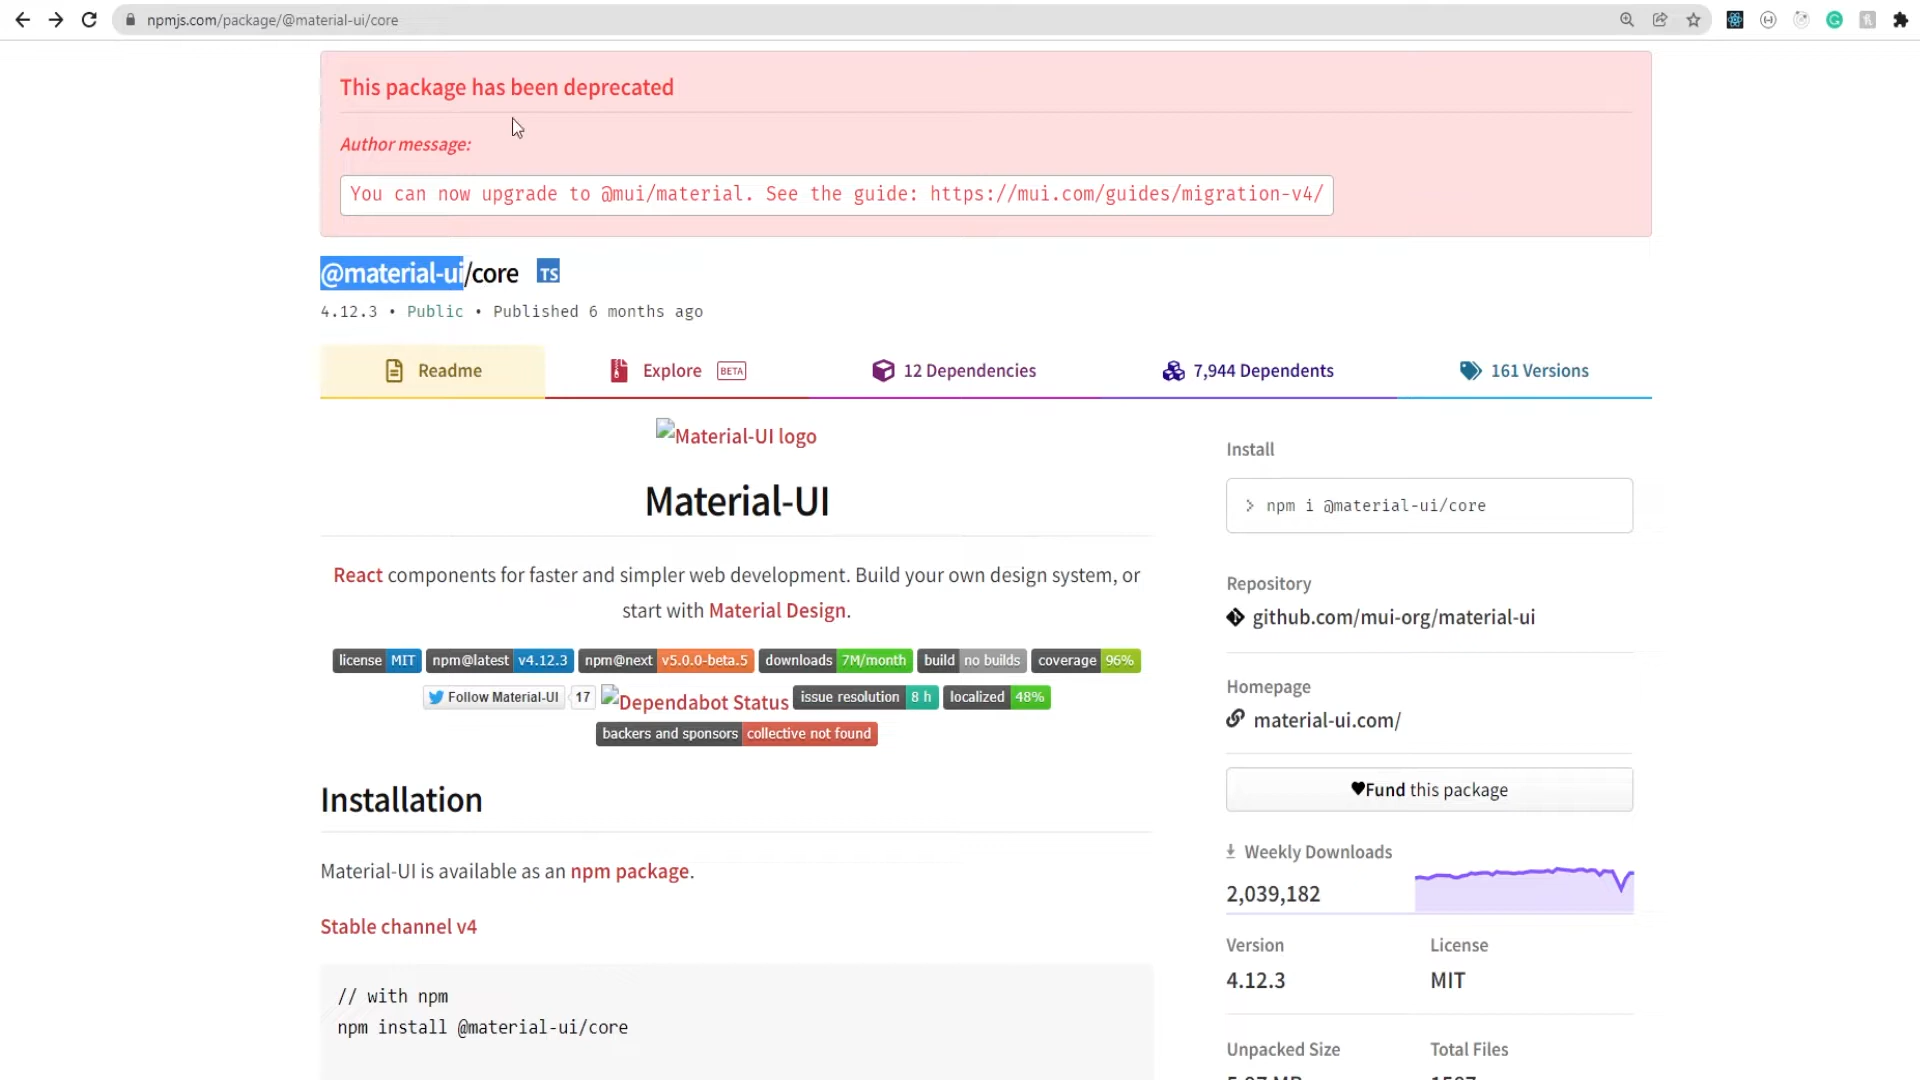 npmjs.com/package/@material-ui/core
This package has been deprecated
Author message:
You can now upgrade to @mui/material. See the guide: https://mui.com/guides/migration-v4/
@material-ui/core TS
4.12.3 • Public • Published 6 months ago
Readme
Explore BETA
12 Dependencies
7,944 Dependents
161 Versions
Material-UI logo
Material-UI
React components for faster and simpler web development. Build your own design system, or
start with Material Design.
license MIT npm@latest v4.12.3 npm@next v5.0.0-beta.5 downloads 7M/month build no builds coverage 96%
Follow Material-UI 17 Dependabot Status issue resolution 8 h localized 48%
backers and sponsors collective not found
Installation
Material-UI is available as an npm package.
Stable channel v4
// with npm
npm install @material-ui/core
Install
> npm i @material-ui/core
Repository
github.com/mui-org/material-ui
Homepage
material-ui.com/
Fund this package
Weekly Downloads
2,039,182
Version
4.12.3
License
MIT
Unpacked Size
Total Files